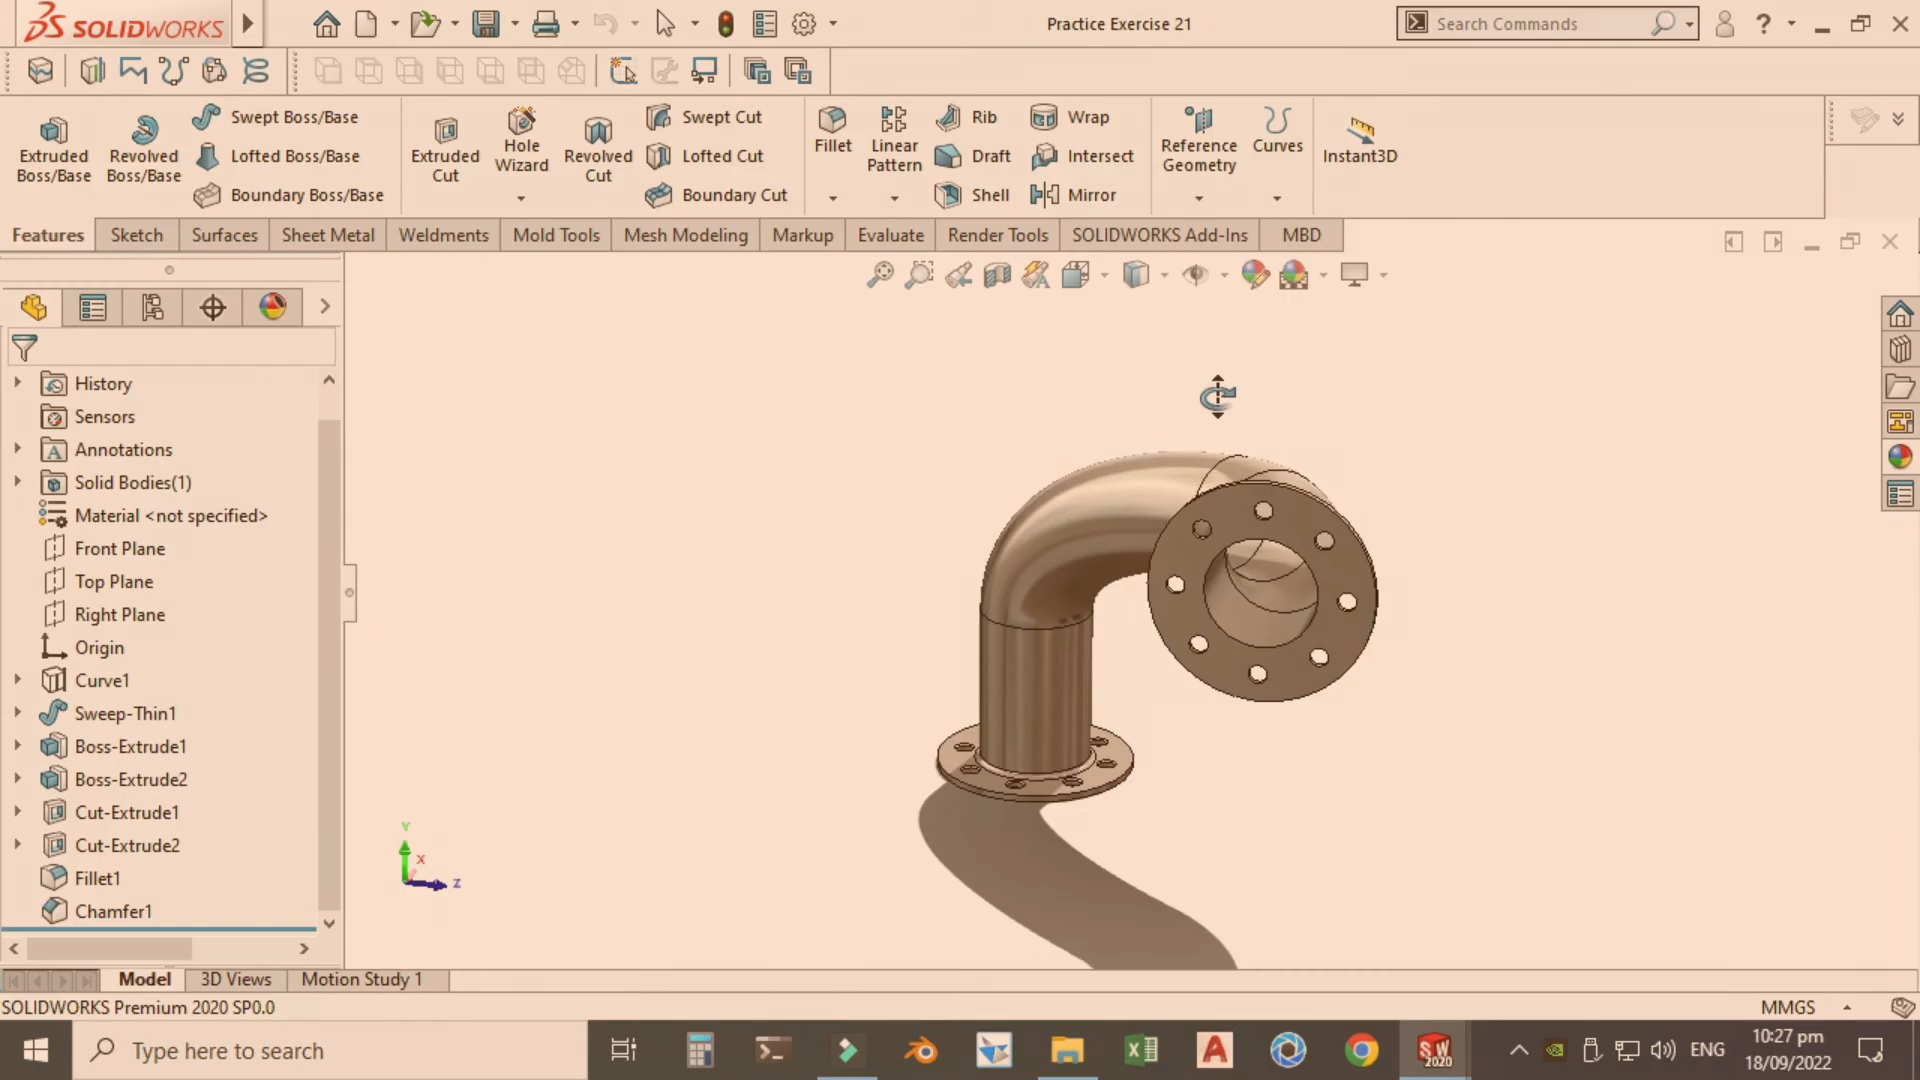 SOLIDWORKS
Practice Exercise 21
Search Commands
?
Extruded
Boss/Base
Revolved
Boss/Base
Swept Boss/Base
Lofted Boss/Base
Boundary Boss/Base
Extruded
Cut
Hole
Wizard
Revolved
Cut
Swept Cut
Lofted Cut
Boundary Cut
Fillet
Linear
Pattern
Rib
Draft
Shell
Wrap
Intersect
Mirror
Reference
Geometry
Curves
Instant3D
Features
Sketch
Surfaces
Sheet Metal
Weldments
Mold Tools
Mesh Modeling
Markup
Evaluate
Render Tools
SOLIDWORKS Add-Ins
MBD
History
Sensors
Annotations
Solid Bodies(1)
Material <not specified>
Front Plane
Top Plane
Right Plane
Origin
Curve1
Sweep-Thin1
Boss-Extrude1
Boss-Extrude2
Cut-Extrude1
Cut-Extrude2
Fillet1
Chamfer1
Y
X
Z
Model
3D Views
Motion Study 1
SOLIDWORKS Premium 2020 SP0.0
MMGS
Type here to search
SW
2020
ENG
10:27 pm
18/09/2022